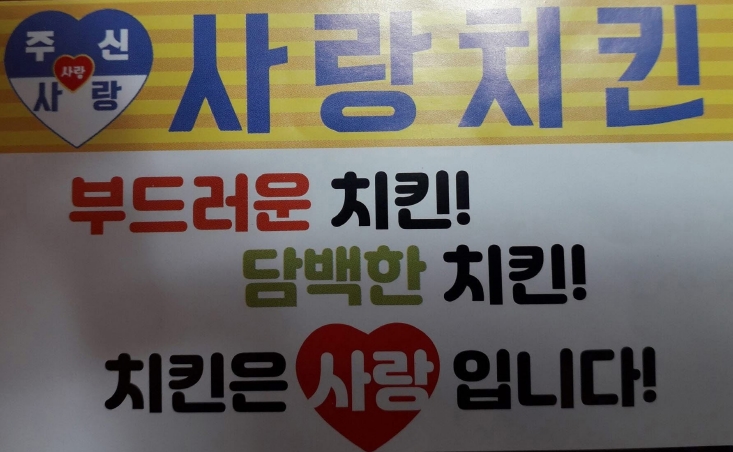 주 신
사랑
사 랑
사랑치킨
부드러운 치킨!
담백한 치킨!
치킨은 사랑 입니다!